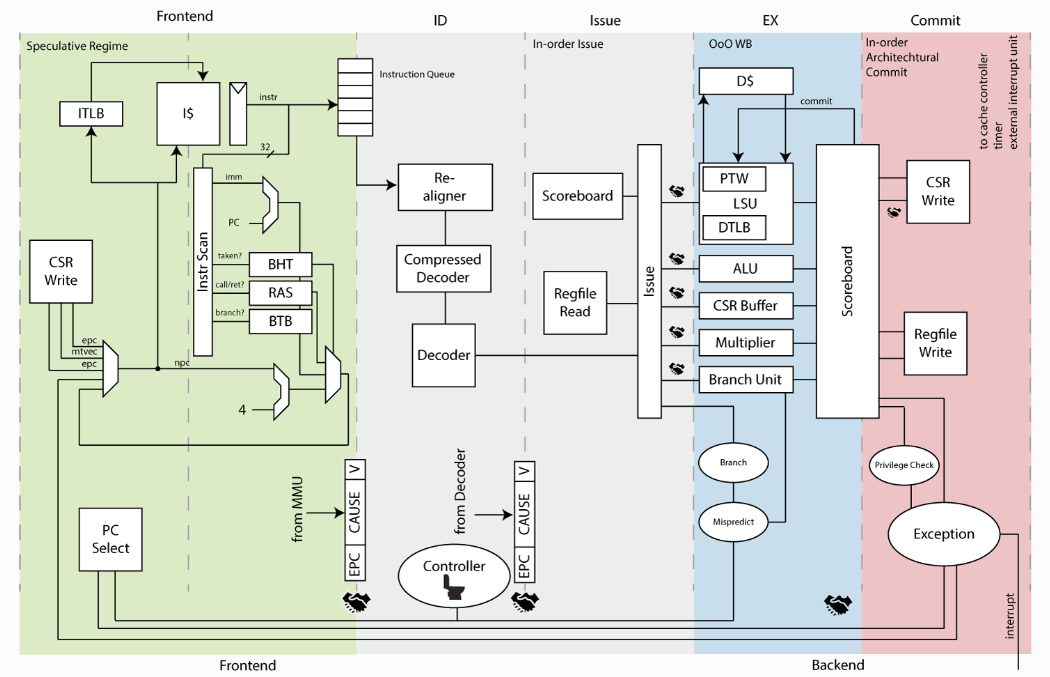 Frontend
ID
Issue
EX
Commit
Speculative Regime
In-order Issue
OoO WB
In-order
Architechtural
Commit
to cache controller
timer
external interrupt unit
Instruction Queue
ITLB
I$
instr
32
D$
commit
imm
PC
Instr Scan
taken?
BHT
call/ret?
RAS
branch?
BTB
CSR
Write
epc
mtvec
epc
npc
4
Re-
aligner
Compressed
Decoder
Decoder
Scoreboard
Regfile
Read
Issue
PTW
LSU
DTLB
ALU
CSR Buffer
Multiplier
Branch Unit
Scoreboard
CSR
Write
Regfile
Write
Branch
Mispredict
Privilege Check
Exception
interrupt
PC
Select
from MMU
V
CAUSE
EPC
from Decoder
V
CAUSE
EPC
Controller
Frontend
Backend